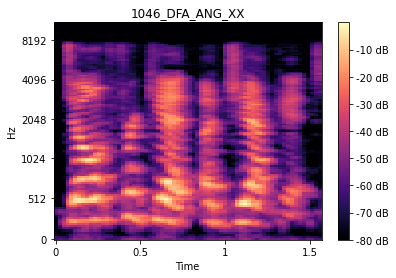 1046_DFA_ANG_XX
Hz
8192
4096
2048
1024
512
0
0
0.5
1
1.5
Time
-10 dB
-20 dB
-30 dB
-40 dB
-50 dB
-60 dB
-70 dB
-80 dB